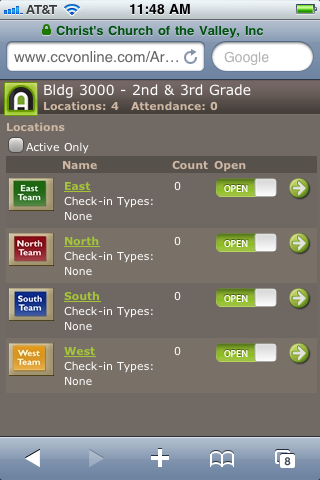 AT&T 11:48 AM
Christ's Church of the Valley, Inc
www.ccvonline.com/Ar... Google
Bldg 3000 - 2nd & 3rd Grade
Locations: 4 Attendance: 0
Locations
Active Only
Name Count Open
East Team East 0 OPEN
Check-in Types:
None
North Team North 0 OPEN
Check-in Types:
None
South Team South 0 OPEN
Check-in Types:
None
West Team West 0 OPEN
Check-in Types:
None
8